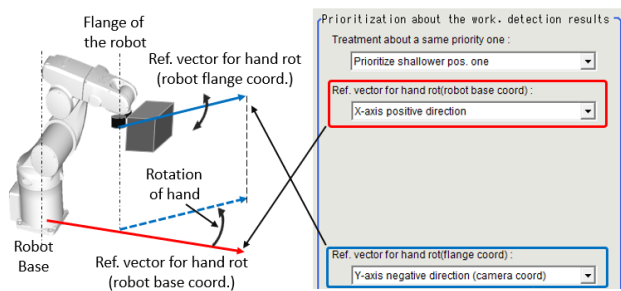 Flange of
the robot
Ref. vector for hand rot
(robot flange coord.)
Rotation
of hand
Robot
Base
Ref. vector for hand rot
(robot base coord.)
Prioritization about the work. detection results
Treatment about a same priority one :
Prioritize shallower pos. one
Ref. vector for hand rot(robot base coord) :
X-axis positive direction
Ref. vector for hand rot(flange coord) :
Y-axis negative direction (camera coord)